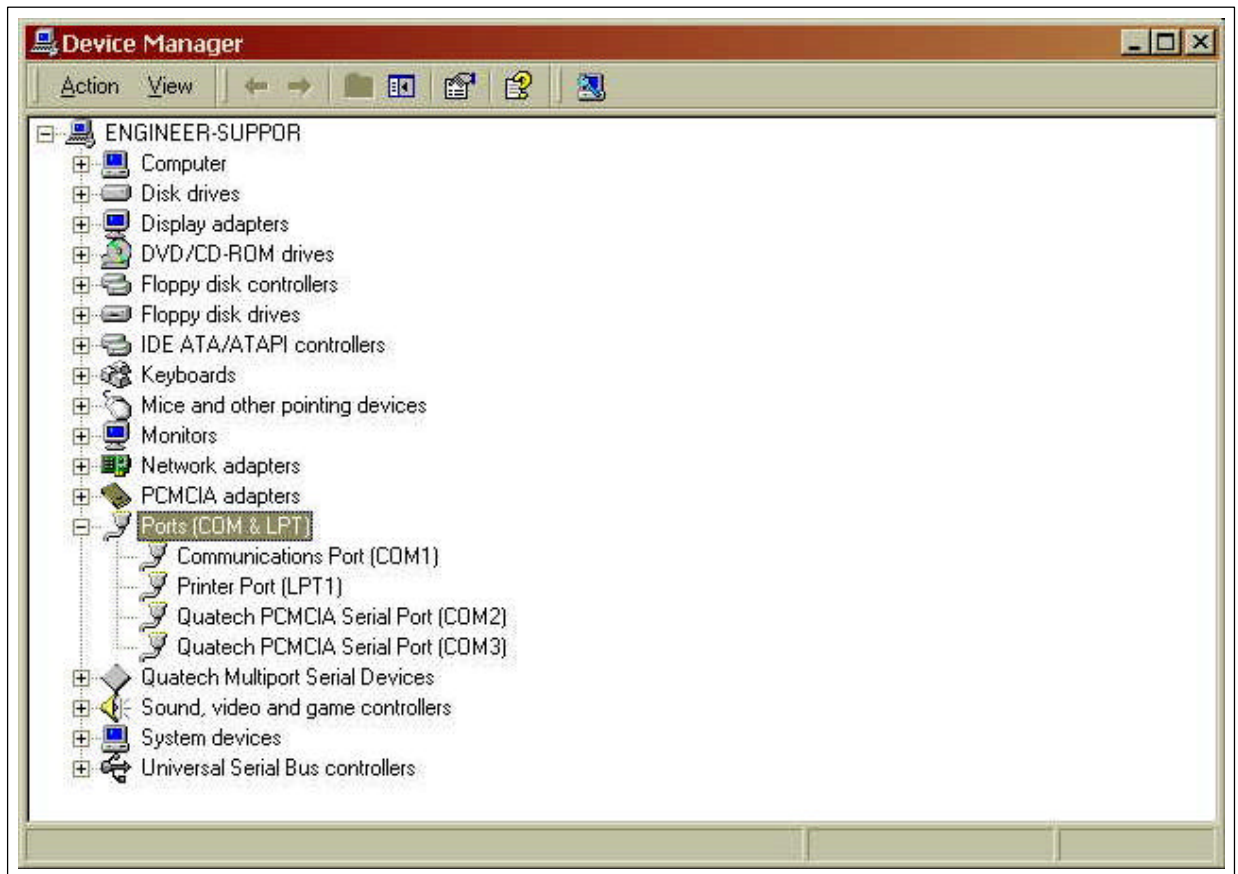 Device Manager
Action View
ENGINEER-SUPPOR
Computer
Disk drives
Display adapters
DVD/CD-ROM drives
Floppy disk controllers
Floppy disk drives
IDE ATA/ATAPI controllers
Keyboards
Mice and other pointing devices
Monitors
Network adapters
PCMCIA adapters
Ports (COM & LPT)
Communications Port (COM1)
Printer Port (LPT1)
Quatech PCMCIA Serial Port (COM2)
Quatech PCMCIA Serial Port (COM3)
Quatech Multiport Serial Devices
Sound, video and game controllers
System devices
Universal Serial Bus controllers